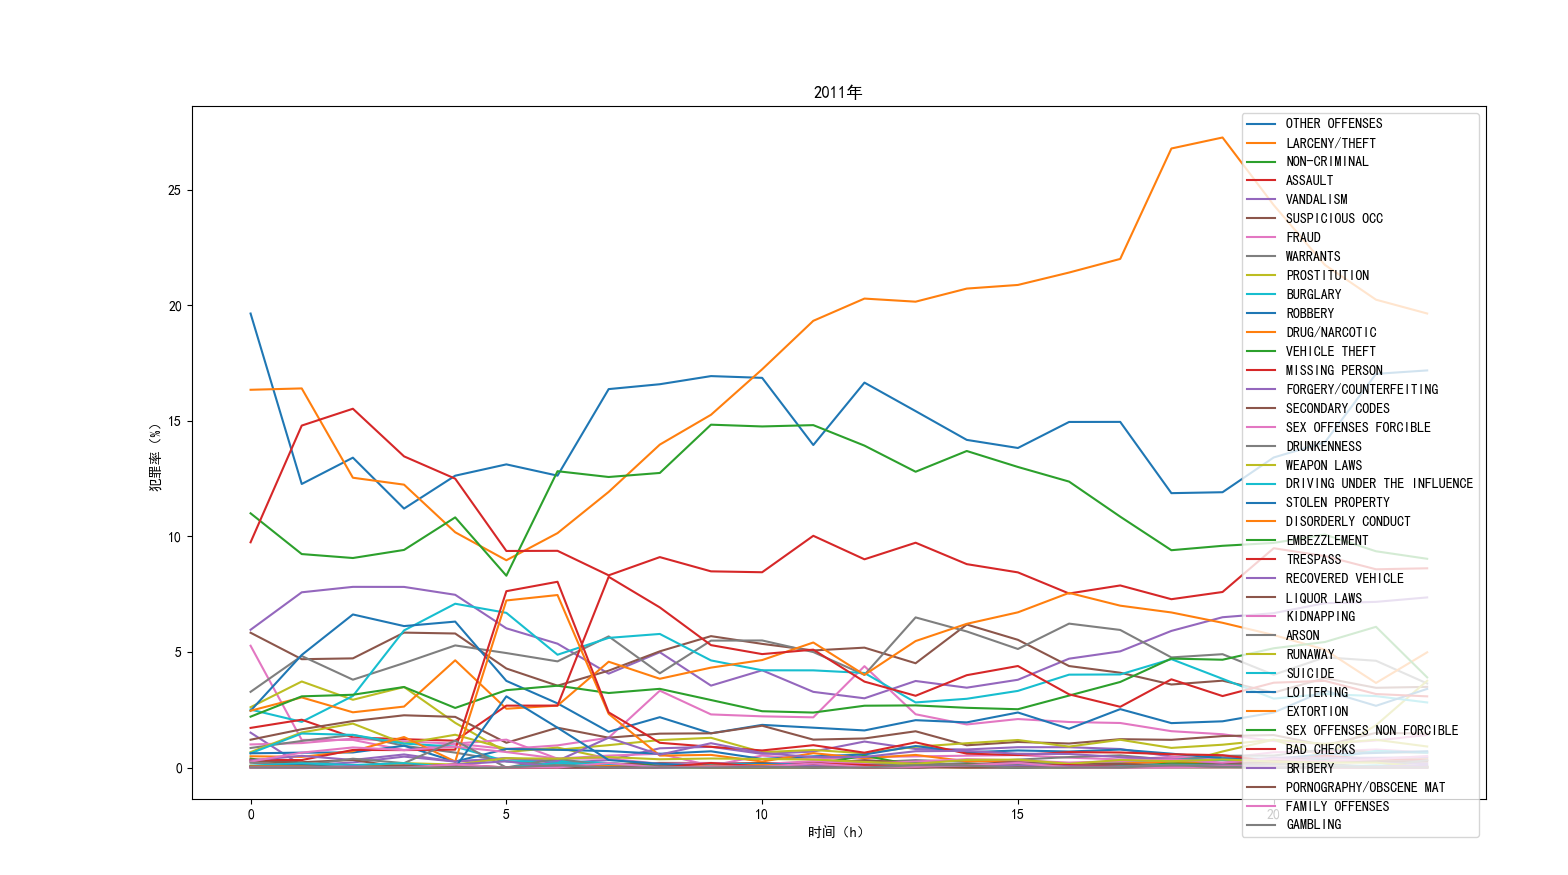 2011年
犯罪率（%）
25
20
15
10
5
0
0
5
10
15
20
时间（h）
OTHER OFFENSES
LARCENY/THEFT
NON-CRIMINAL
ASSAULT
VANDALISM
SUSPICIOUS OCC
FRAUD
WARRANTS
PROSTITUTION
BURGLARY
ROBBERY
DRUG/NARCOTIC
VEHICLE THEFT
MISSING PERSON
FORGERY/COUNTERFEITING
SECONDARY CODES
SEX OFFENSES FORCIBLE
DRUNKENNESS
WEAPON LAWS
DRIVING UNDER THE INFLUENCE
STOLEN PROPERTY
DISORDERLY CONDUCT
EMBEZZLEMENT
TRESPASS
RECOVERED VEHICLE
LIQUOR LAWS
KIDNAPPING
ARSON
RUNAWAY
SUICIDE
LOITERING
EXTORTION
SEX OFFENSES NON FORCIBLE
BAD CHECKS
BRIBERY
PORNOGRAPHY/OBSCENE MAT
FAMILY OFFENSES
GAMBLING